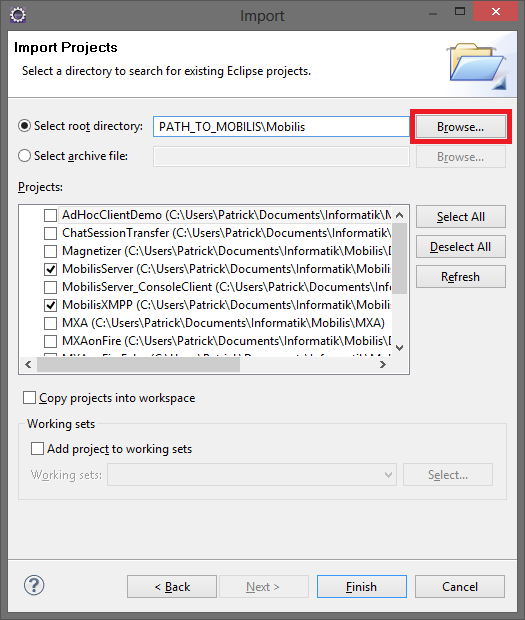 Import
Import Projects
Select a directory to search for existing Eclipse projects.
Select root directory: PATH_TO_MOBILIS\Mobilis Browse...
Select archive file: Browse...
Projects:
AdHocClientDemo (C:\Users\Patrick\Documents\Informatik\M
ChatSessionTransfer (C:\Users\Patrick\Documents\Informatik\M
Magnetizer (C:\Users\Patrick\Documents\Informatik\Mobilis\D
MobilisServer (C:\Users\Patrick\Documents\Informatik\Mobili
MobilisServer_ConsoleClient (C:\Users\Patrick\Documents\Inf
MobilisXMPP (C:\Users\Patrick\Documents\Informatik\Mobilis
MXA (C:\Users\Patrick\Documents\Informatik\Mobilis\MXA)
MXAonFire (C:\Users\Patrick\Documents\Informatik\Mobilis\D
Select All
Deselect All
Refresh
Copy projects into workspace
Working sets
Add project to working sets
Working sets: Select...
? < Back Next > Finish Cancel